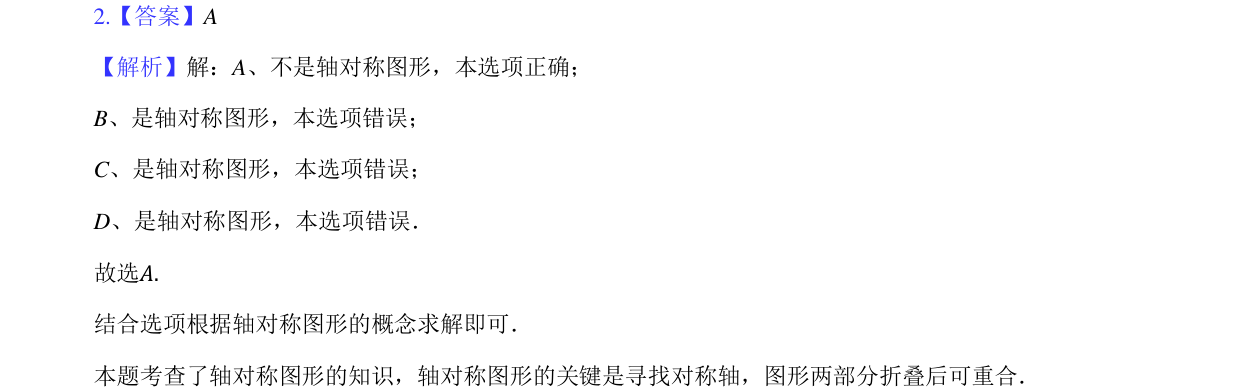 2.【答案】A
【解析】解：A、不是轴对称图形，本选项正确；
B、是轴对称图形，本选项错误；
C、是轴对称图形，本选项错误；
D、是轴对称图形，本选项错误．
故选A.
结合选项根据轴对称图形的概念求解即可．
本题考查了轴对称图形的知识，轴对称图形的关键是寻找对称轴，图形两部分折叠后可重合．